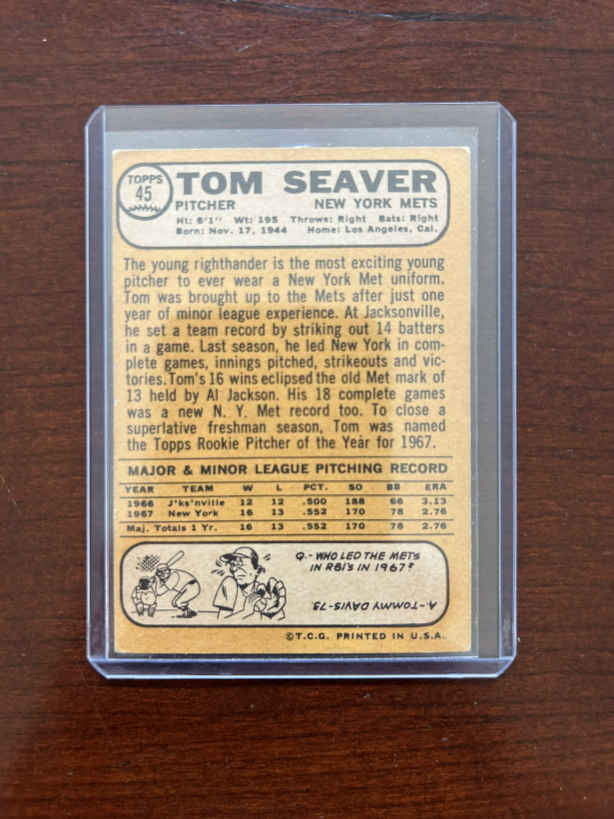 TOPPS
45
TOM SEAVER
PITCHER NEW YORK METS
Ht: 6'1" Wt: 195 Throws: Right Bats: Right
Born: Nov. 17, 1944 Home: Los Angeles, Cal.
The young righthander is the most exciting young
pitcher to ever wear a New York Met uniform.
Tom was brought up to the Mets after just one
year of minor league experience. At Jacksonville,
he set a team record by striking out 14 batters
in a game. Last season, he led New York in com-
plete games, innings pitched, strikeouts and vic-
tories. Tom's 16 wins eclipsed the old Met mark of
13 held by Al Jackson. His 18 complete games
was a new N. Y. Met record too. To close a
superlative freshman season, Tom was named
the Topps Rookie Pitcher of the Year for 1967.
MAJOR & MINOR LEAGUE PITCHING RECORD
YEAR TEAM W L PCT. SO BB ERA
1966 J'ks'nville 12 12 .500 188 66 3.13
1967 New York 16 13 .552 170 78 2.76
Maj. Totals 1 Yr. 16 13 .552 170 78 2.76
Q.-WHO LED THE METS
IN RBI'S IN 1967?
A.-TOMMY DAVIS-73.
©T.C.G. PRINTED IN U.S.A.